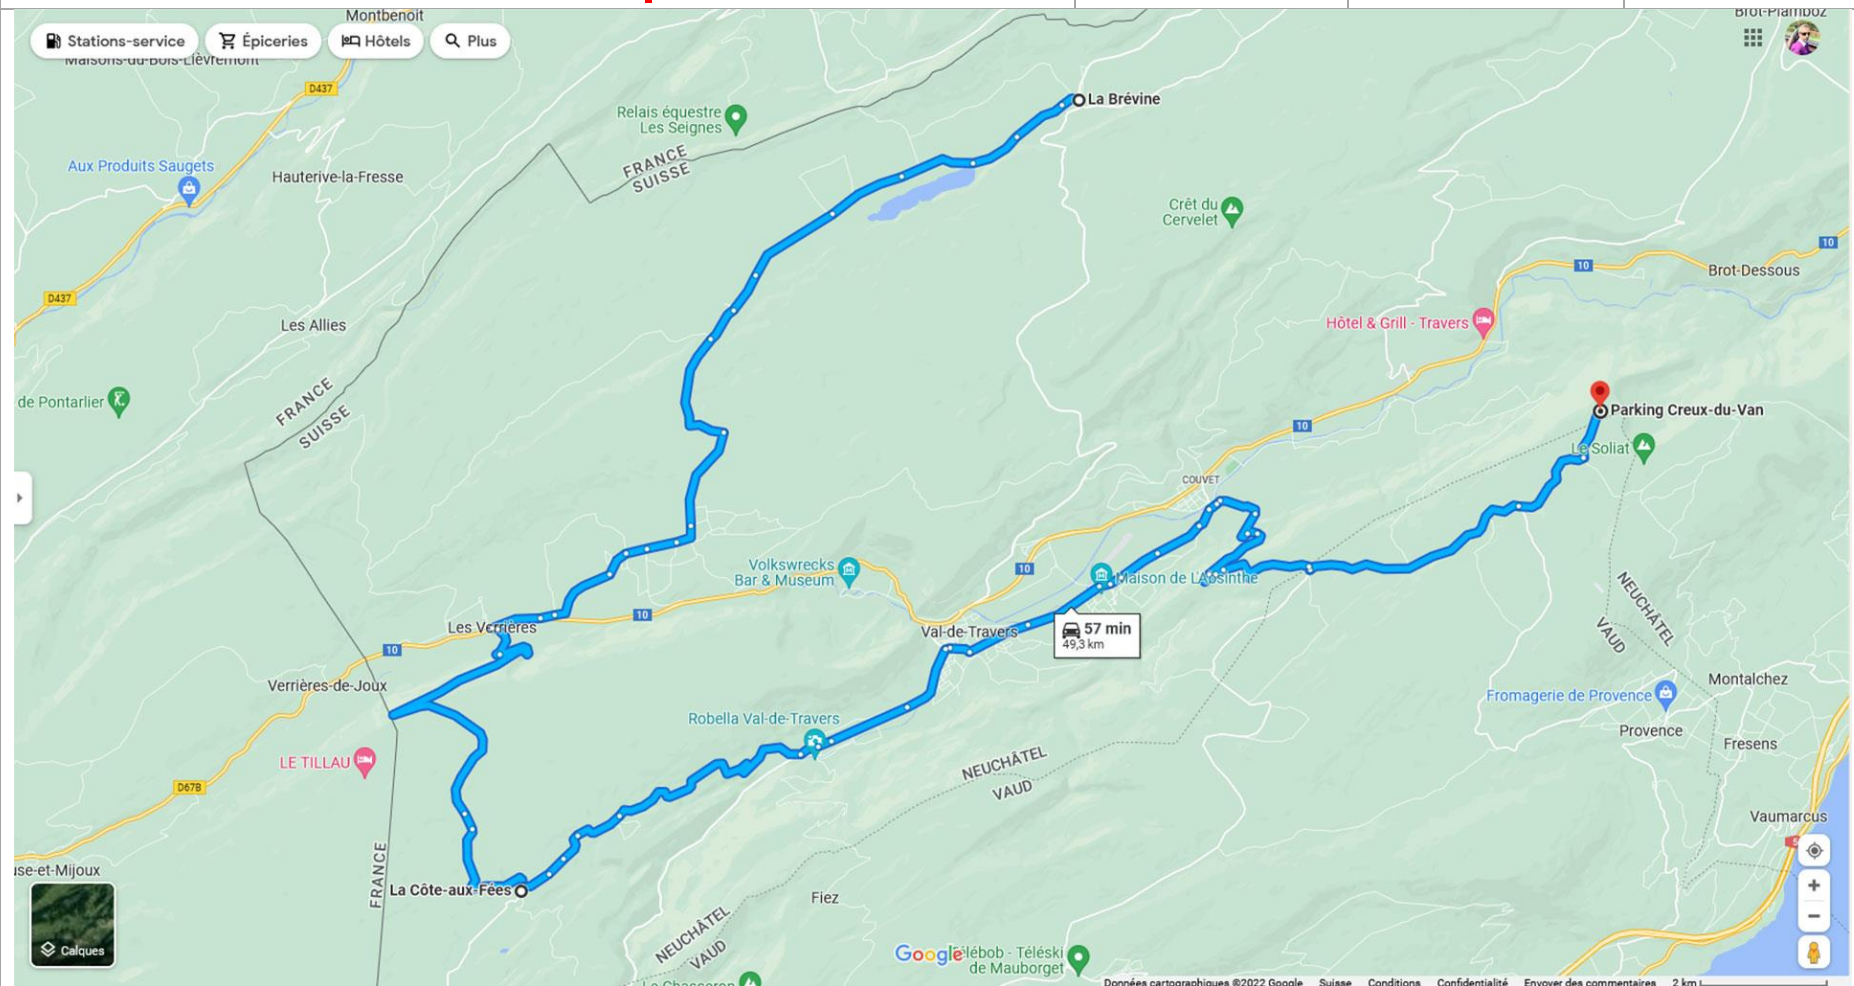 Montbenoit
Brot-Plamboz
Stations-service
Épiceries
Hôtels
Plus
Maisons-du-Bois-Lièvremont
D437
La Brévine
Relais équestre
Les Seignes
FRANCE
SUISSE
Aux Produits Saugets
Hauterive-la-Fresse
Crêt du
Cervelet
10
10
Brot-Dessous
D437
Les Allies
Hôtel & Grill - Travers
de Pontarlier
FRANCE
SUISSE
Parking Creux-du-Van
10
Le Soliat
COUVET
Volkswrecks
Bar & Museum
10
Maison de L'Absinthe
NEUCHÂTEL
VAUD
10
Les Verrières
Val-de-Travers
57 min
49,3 km
10
Verrières-de-Joux
Montalchez
Fromagerie de Provence
Robella Val-de-Travers
Provence
Fresens
LE TILLAU
NEUCHÂTEL
VAUD
D67B
Vaumarcus
FRANCE
use-et-Mijoux
La Côte-aux-Fées
Fiez
NEUCHÂTEL
VAUD
Calques
Google
Télébob - Téléski
de Mauborget
Le Chasseron
Données cartographiques ©2022 Google Suisse Conditions Confidentialité Envoyer des commentaires 2 km